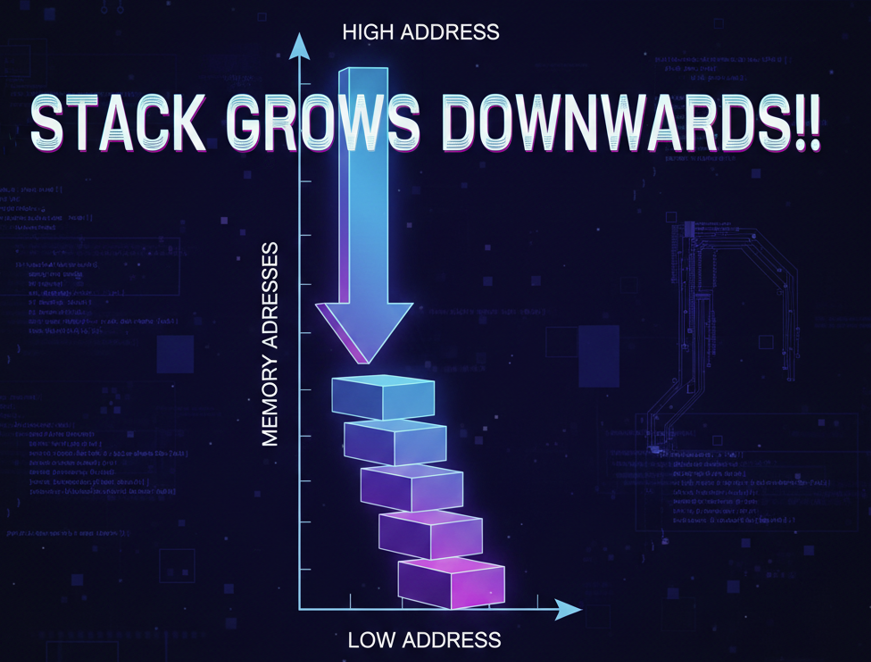 HIGH ADDRESS
STACK GROWS DOWNWARDS!!
MEMORY ADRESSES
LOW ADDRESS